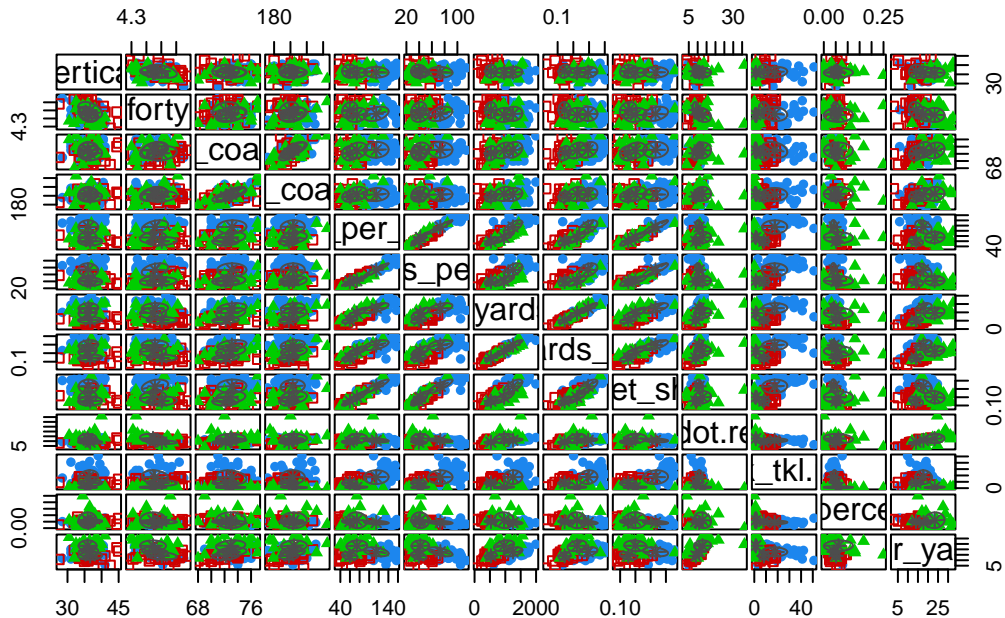 4.3 180 20 100 0.1 5 30 0.00 0.25
ertica
30
4.3
forty
_coa
68
180
_coa
_per_
40
20
s_pe
yard
0
0.1
ards_
et_sh
0.10
5
dot.re
_tkl.
0
0.00
perce
r_ya
5
30 45 68 76 40 140 0 2000 0.10 0 40 5 25